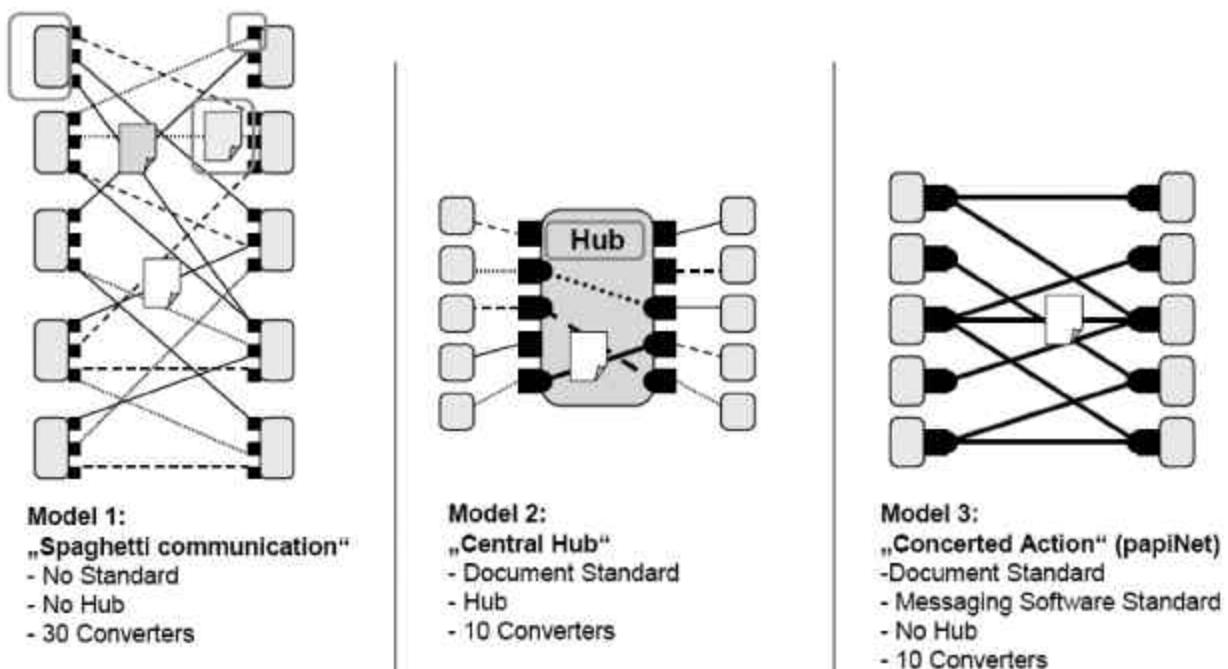 Hub
Model 1:
„Spaghetti communication“
- No Standard
- No Hub
- 30 Converters
Model 2:
„Central Hub“
- Document Standard
- Hub
- 10 Converters
Model 3:
„Concerted Action“ (papiNet)
-Document Standard
- Messaging Software Standard
- No Hub
- 10 Converters